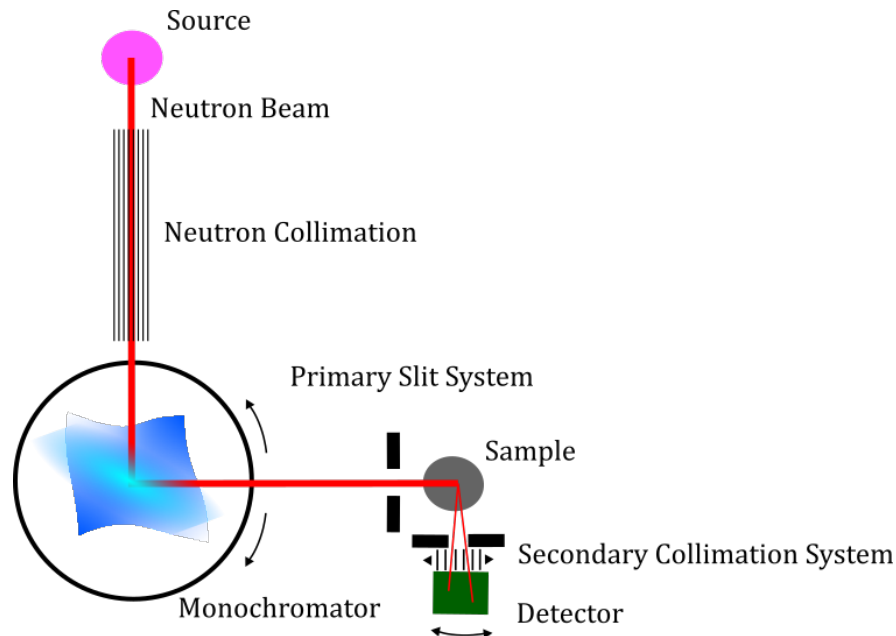 Source
Neutron Beam
Neutron Collimation
Primary Slit System
Sample
Secondary Collimation System
Monochromator
Detector